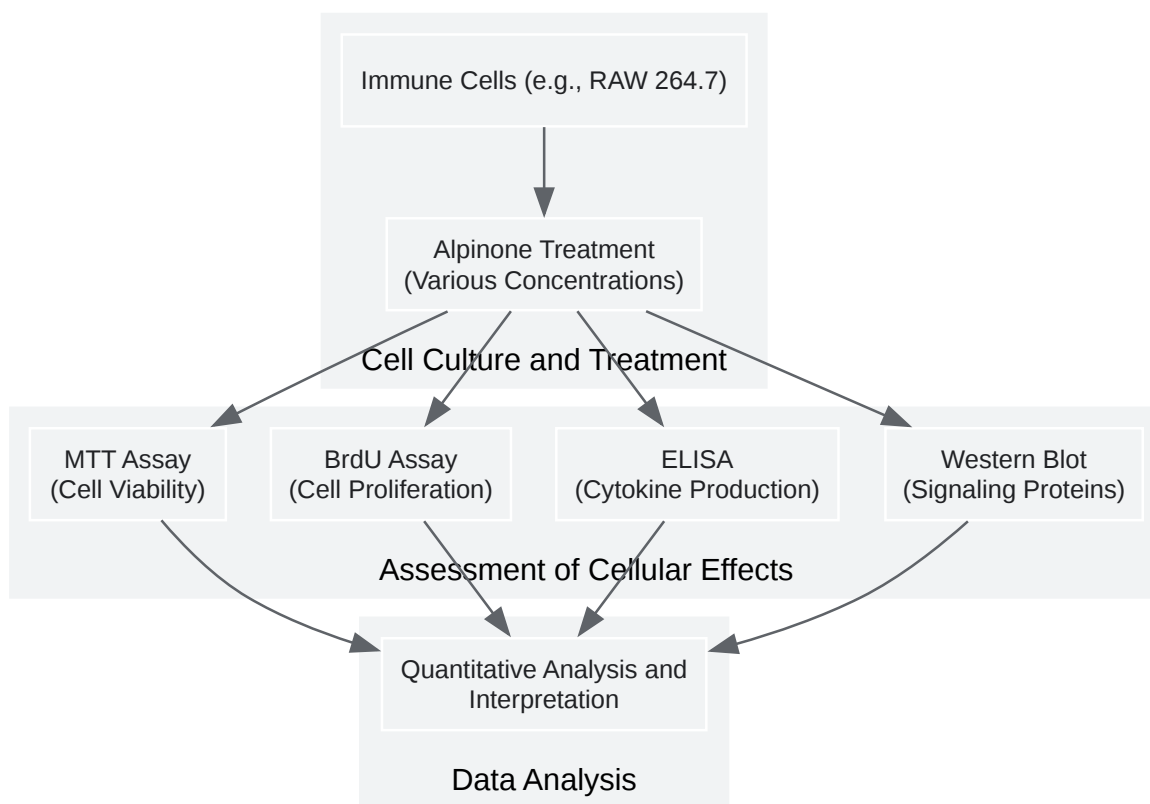 Immune Cells (e.g., RAW 264.7)
Alpinone Treatment
(Various Concentrations)
Cell Culture and Treatment
MTT Assay
(Cell Viability)
BrdU Assay
(Cell Proliferation)
ELISA
(Cytokine Production)
Western Blot
(Signaling Proteins)
Assessment of Cellular Effects
Quantitative Analysis and
Interpretation
Data Analysis